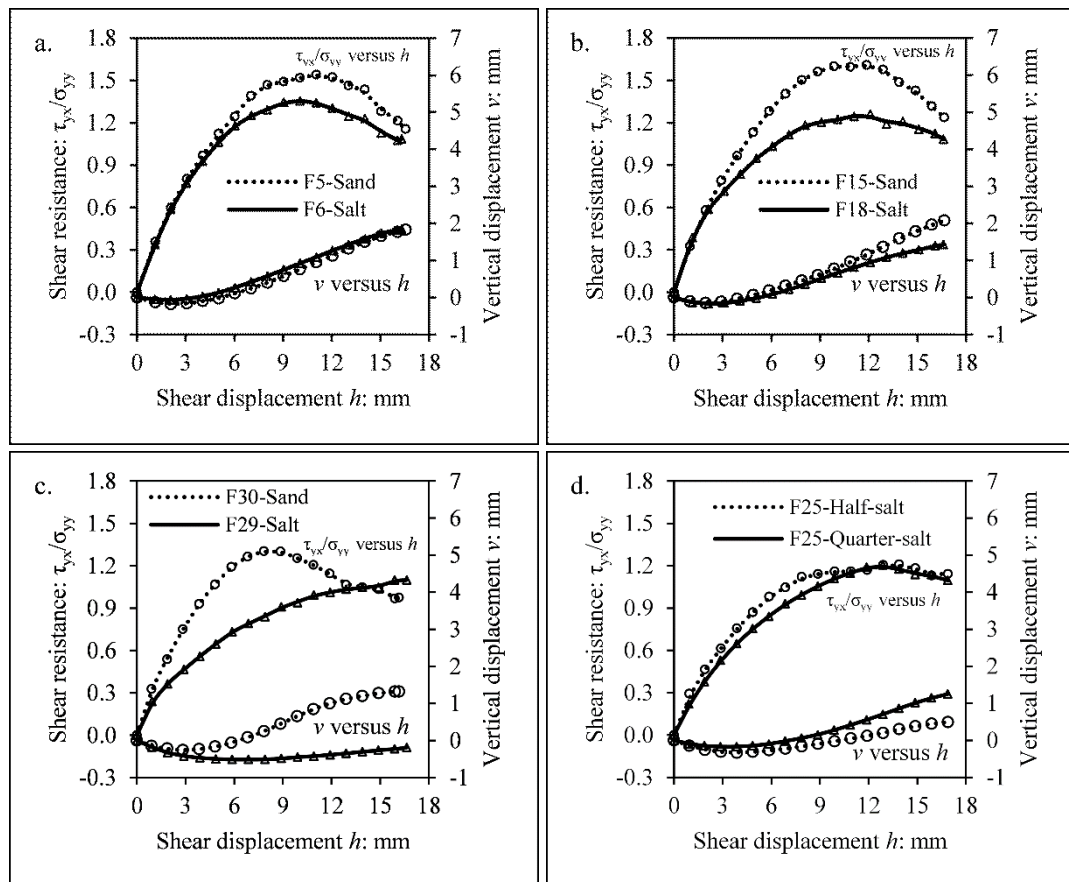 a.
1.8
1.5
1.2
0.9
0.6
0.3
0.0
-0.3
Shear resistance: τyx/σyy
τyx/σyy versus h
F5-Sand
F6-Salt
v versus h
7
6
5
4
3
2
1
0
-1
Vertical displacement v: mm
0 3 6 9 12 15 18
Shear displacement h: mm
b.
1.8
1.5
1.2
0.9
0.6
0.3
0.0
-0.3
Shear resistance: τyx/σyy
τyx/σyy versus h
F15-Sand
F18-Salt
v versus h
7
6
5
4
3
2
1
0
-1
Vertical displacement v: mm
0 3 6 9 12 15 18
Shear displacement h: mm
c.
1.8
1.5
1.2
0.9
0.6
0.3
0.0
-0.3
Shear resistance: τyx/σyy
F30-Sand
F29-Salt
τyx/σyy versus h
v versus h
7
6
5
4
3
2
1
0
-1
Vertical displacement v: mm
0 3 6 9 12 15 18
Shear displacement h: mm
d.
1.8
1.5
1.2
0.9
0.6
0.3
0.0
-0.3
Shear resistance: τyx/σyy
F25-Half-salt
F25-Quarter-salt
τyx/σyy versus h
v versus h
7
6
5
4
3
2
1
0
-1
Vertical displacement v: mm
0 3 6 9 12 15 18
Shear displacement h: mm